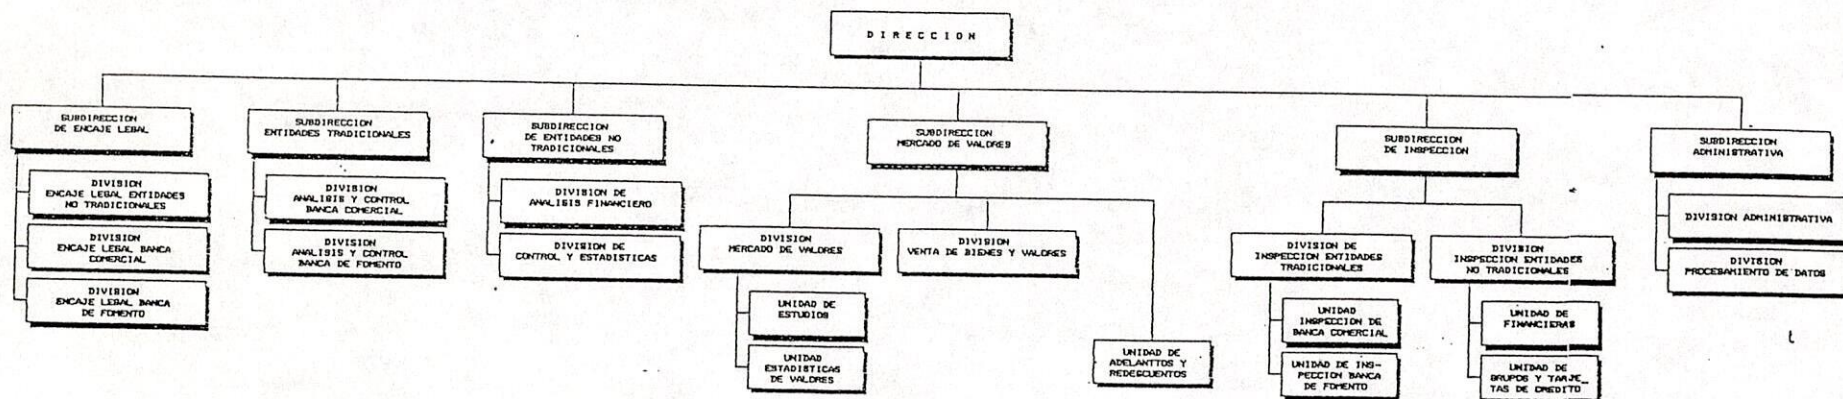 DIRECCION
SUBDIRECCION
DE ENCAJE LEGAL
DIVISION
ENCAJE LEGAL ENTIDADES
NO TRADICIONALES
DIVISION
ENCAJE LEGAL BANCA
COMERCIAL
DIVISION
ENCAJE LEGAL BANCA
DE FOMENTO
SUBDIRECCION
ENTIDADES TRADICIONALES
DIVISION
ANALISIS Y CONTROL
BANCA COMERCIAL
DIVISION
ANALISIS Y CONTROL
BANCA DE FOMENTO
SUBDIRECCION
DE ENTIDADES NO
TRADICIONALES
DIVISION DE
ANALISIS FINANCIERO
DIVISION DE
CONTROL Y ESTADISTICAS
SUBDIRECCION
MERCADO DE VALORES
DIVISION
MERCADO DE VALORES
UNIDAD DE
ESTUDIOS
UNIDAD
ESTADISTICAS
DE VALORES
DIVISION
VENTA DE BIENES Y VALORES
UNIDAD DE
ADELANTTOS Y
REDESCUENTOS
SUBDIRECCION
DE INSPECCION
DIVISION DE
INSPECCION ENTIDADES
TRADICIONALES
UNIDAD
INSPECCION DE
BANCA COMERCIAL
UNIDAD DE INS-
PECCION BANCA
DE FOMENTO
DIVISION
INSPECCION ENTIDADES
NO TRADICIONALES
UNIDAD DE
FINANCIERAS
UNIDAD DE
GRUPOS Y TARJE_
TAS DE CREDITO
SUBDIRECCION
ADMINISTRATIVA
DIVISION ADMINISTRATIVA
DIVISION
PROCESAMIENTO DE DATOS